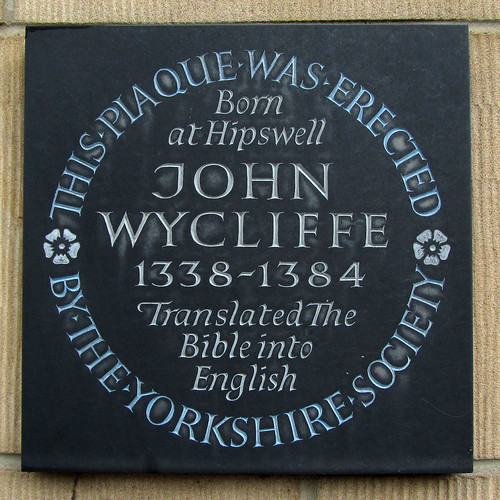 THIS·PLAQUE·WAS·ERECTED
Born
at Hipswell
JOHN
WYCLIFFE
1338-1384
Translated The
Bible into
English
BY·THE·YORKSHIRE·SOCIETY